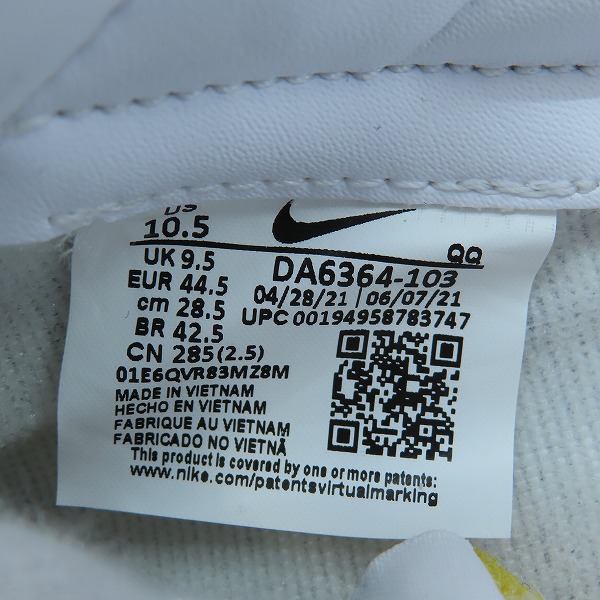 US
10.5
UK 9.5
EUR 44.5
cm 28.5
BR 42.5
CN 285(2.5)
QQ
DA6364-103
04/28/21 | 06/07/21
UPC 00194958783747
01E6QVR83MZ8M
MADE IN VIETNAM
HECHO EN VIETNAM
FABRIQUE AU VIETNAM
FABRICADO NO VIETNÃ
This product is covered by one or more patents:
www.nike.com/patentsvirtualmarking